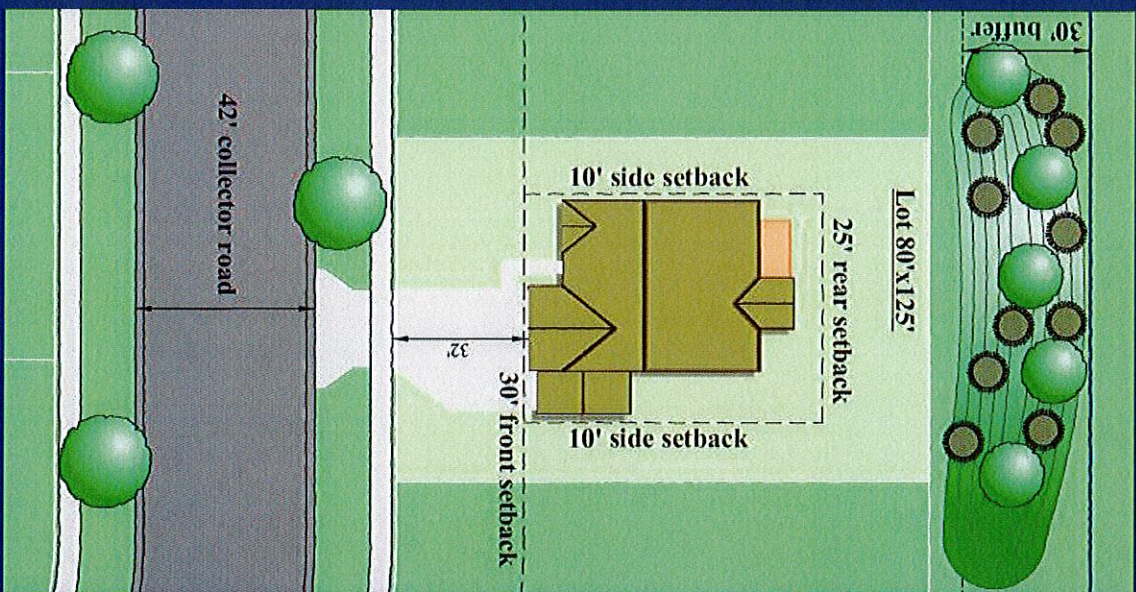 30' buffer
42' collector road
10' side setback
Lot 80'x125'
25' rear setback
32'
30' front setback
10' side setback